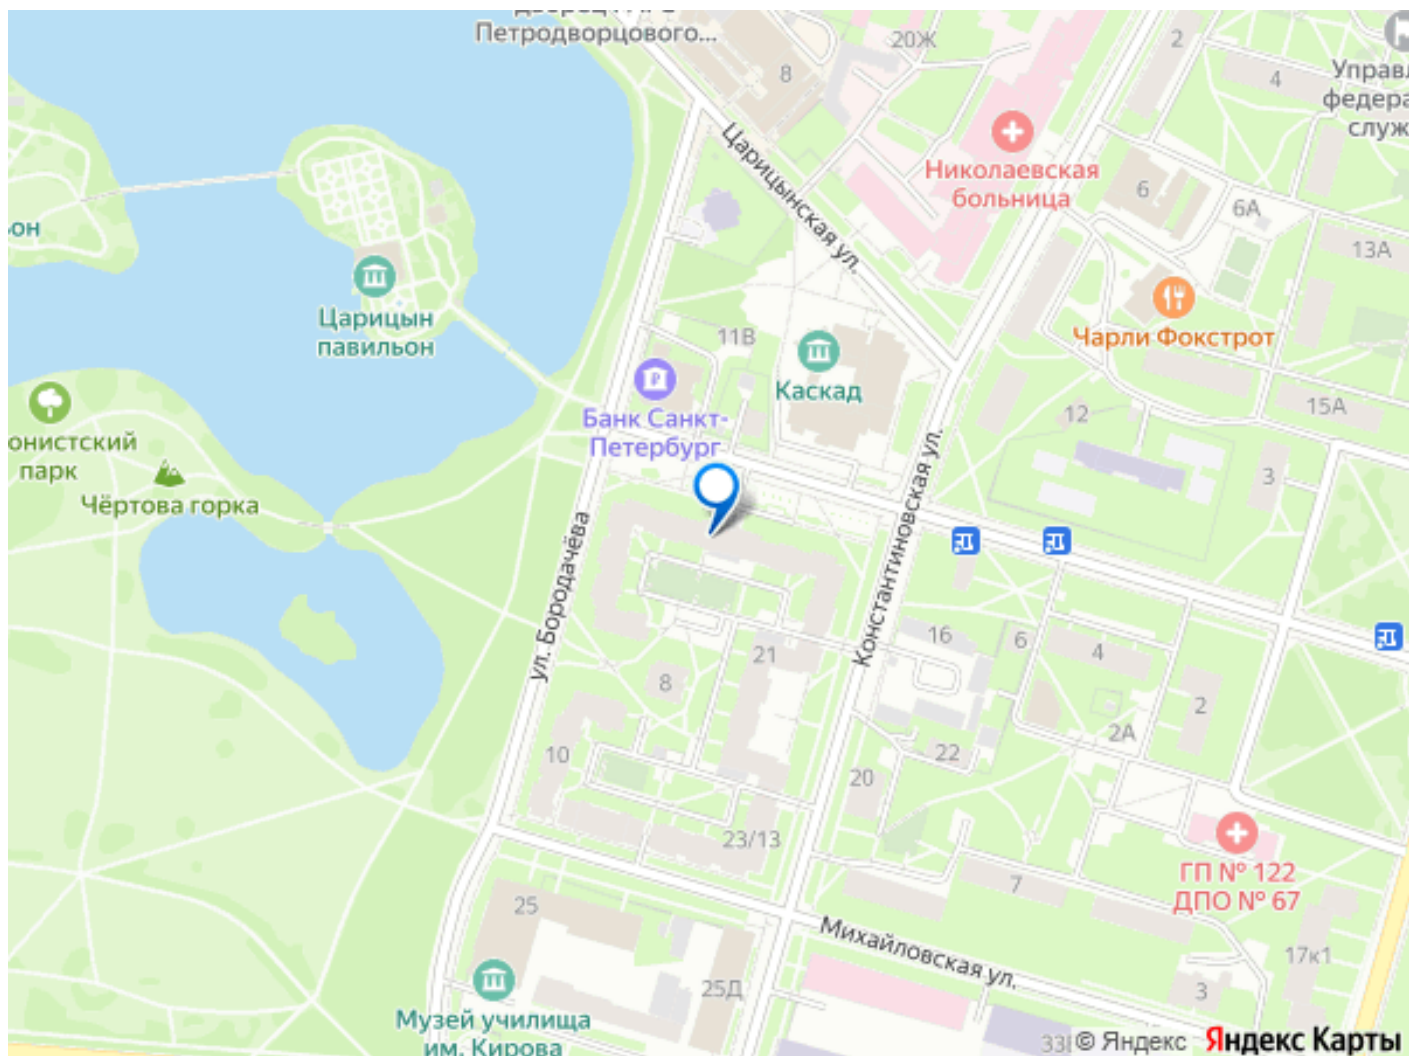 Петродворцового...
20Ж
2
8
4
Управл
федера
служ
Царицынская ул.
Николаевская
больница
6
6А
13А
он
Царицын
павильон
11В
Каскад
Чарли Фокстрот
Банк Санкт-
Петербург
12
15А
онистский
парк
Чёртова горка
3
ул. Бородачёва
Константиновская ул.
16
6
4
21
8
2
2А
10
22
20
23/13
ГП № 122
ДПО № 67
7
25
Михайловская ул.
17к1
25Д
3
Музей училища
им. Кирова
33
© Яндекс Яндекс Карты